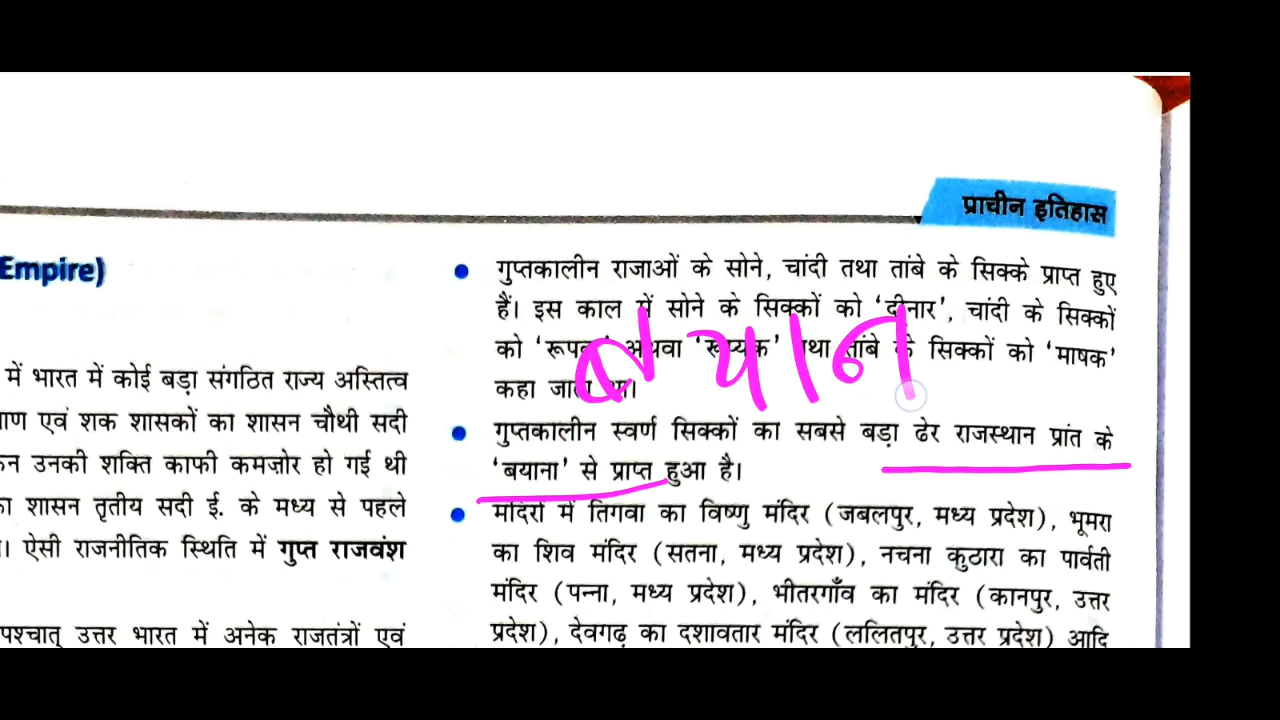 प्राचीन इतिहास
Empire)
में भारत में कोई बड़ा संगठित राज्य अस्तित्व
एवं शक शासकों का शासन चौथी सदी
उनकी शक्ति काफी कमज़ोर हो गई थी
शासन तृतीय सदी ई. के मध्य से पहले
। ऐसी राजनीतिक स्थिति में गुप्त राजवंश
पश्चात् उत्तर भारत में अनेक राजतंत्रों एवं
• गुप्तकालीन राजाओं के सोने, चांदी तथा तांबे के सिक्के प्राप्त हुए
हैं। इस काल में सोने के सिक्कों को ‘दीनार’, चांदी के सिक्कों
को अथवा ‘रूप्यक’ तथा तांबे के सिक्कों को ‘माषक’
कहा जाता था।
बयान
• गुप्तकालीन स्वर्ण सिक्कों का सबसे बड़ा ढेर राजस्थान प्रांत के
‘बयाना’ से प्राप्त हुआ है।
• मंदिरों में तिगवा का विष्णु मंदिर (जबलपुर, मध्य प्रदेश), भूमरा
का शिव मंदिर (सतना, मध्य प्रदेश), नचना कुठारा का पार्वती
मंदिर (पन्ना, मध्य प्रदेश), भीतरगाँव का मंदिर (कानपुर, उत्तर
प्रदेश), देवगढ़ का दशावतार मंदिर (ललितपुर, उत्तर प्रदेश) आदि